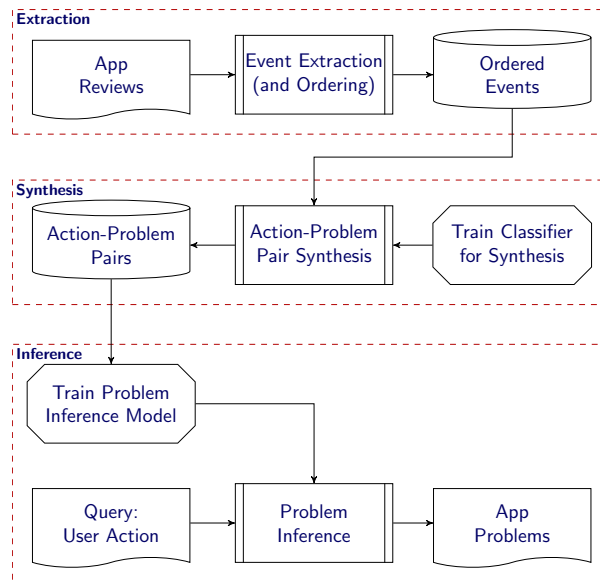 Extraction
App
Reviews
Event Extraction
(and Ordering)
Ordered
Events
Synthesis
Action-Problem
Pairs
Action-Problem
Pair Synthesis
Train Classifier
for Synthesis
Inference
Train Problem
Inference Model
Query:
User Action
Problem
Inference
App
Problems